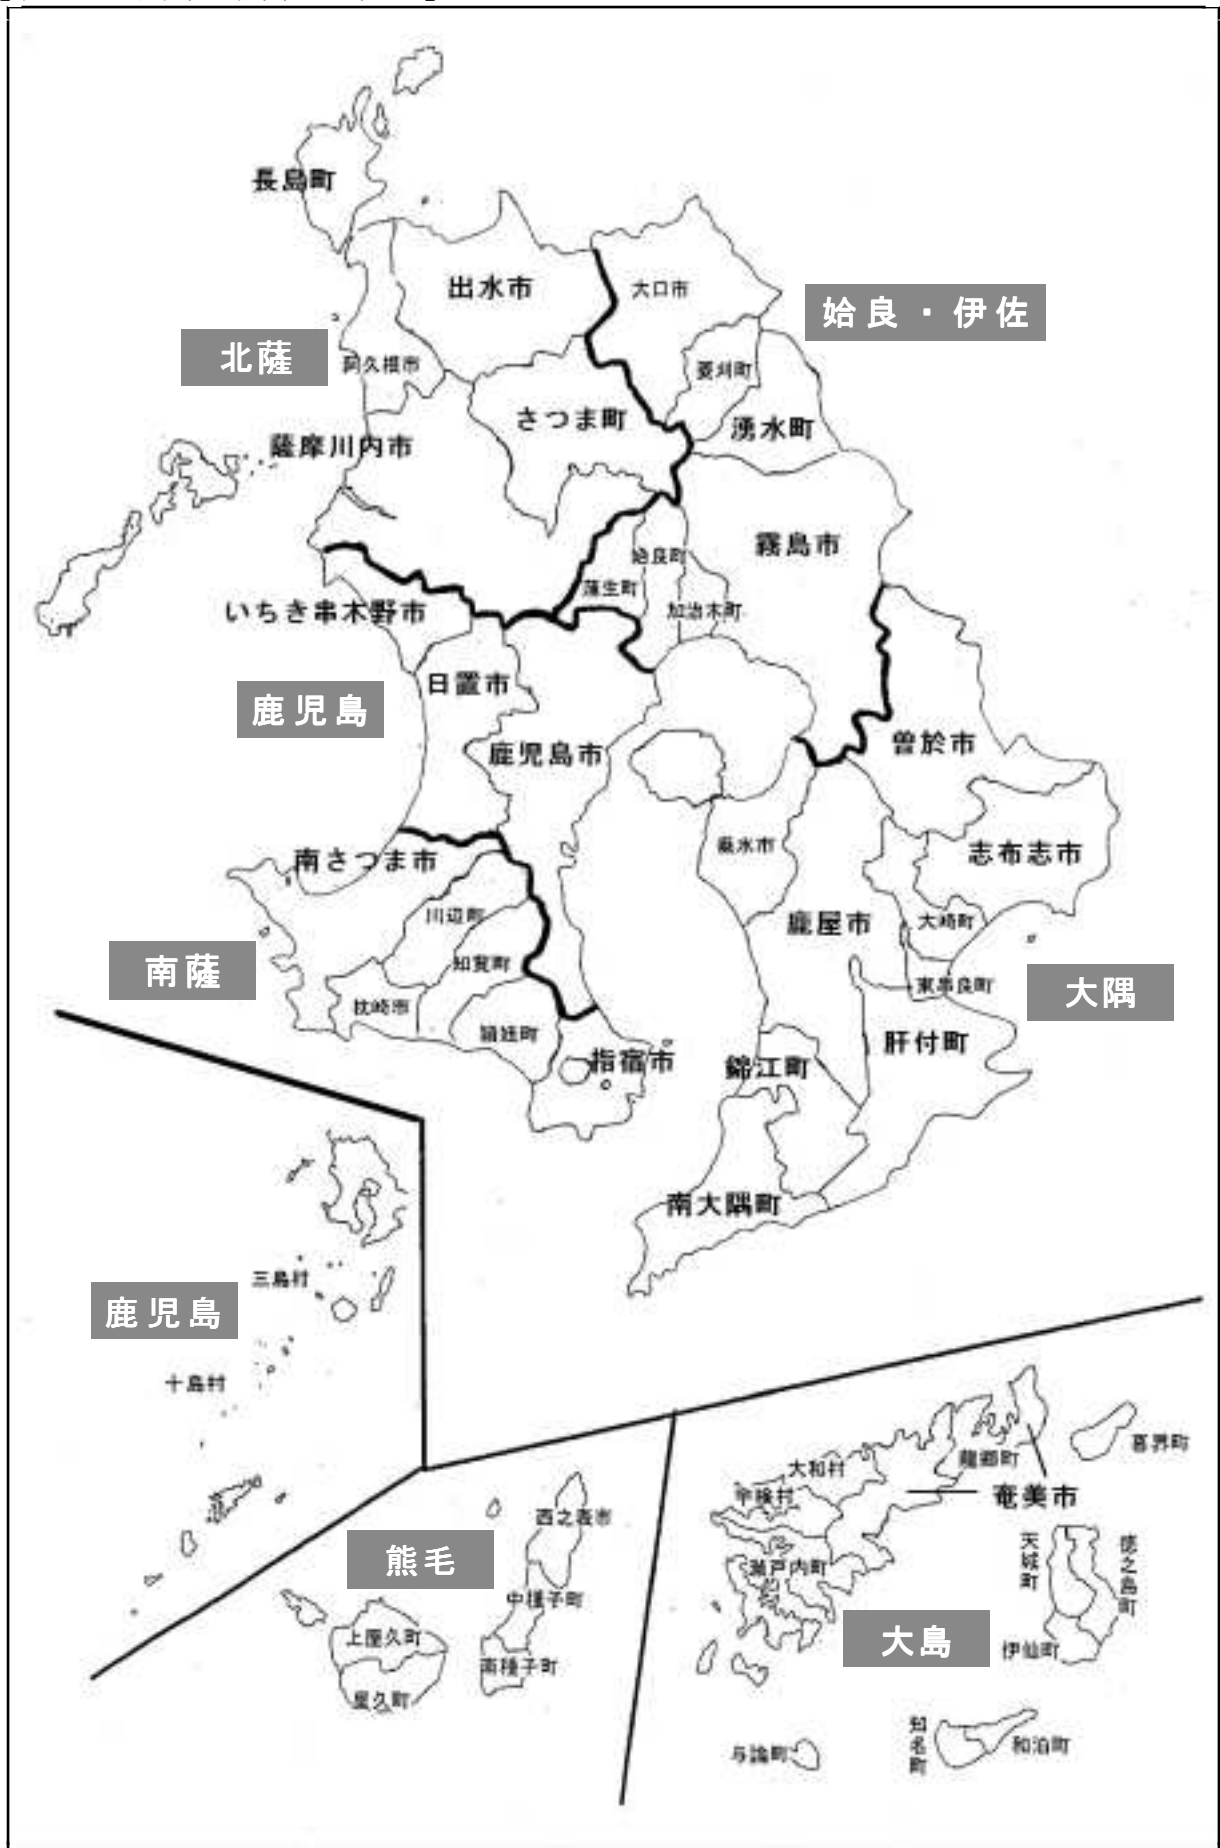 長島町
出水市
大口市
始良・伊佐
北薩
阿久根市
菱刈町
さつま町
湧水町
薩摩川内市
霧島市
姶良町
蒲生町
加治木町
いちき串木野市
日置市
鹿児島
鹿児島市
曽於市
垂水市
志布志市
南さつま市
川辺町
鹿屋市
大崎町
知覧町
南薩
東串良町
大隅
枕崎市
頴娃町
肝付町
指宿市
錦江町
南大隅町
三島村
鹿児島
十島村
喜界町
龍郷町
大和村
宇検村
奄美市
西之表市
熊毛
天城町
徳之島町
瀬戸内町
中種子町
大島
上屋久町
伊仙町
南種子町
屋久町
知名町
和泊町
与論町